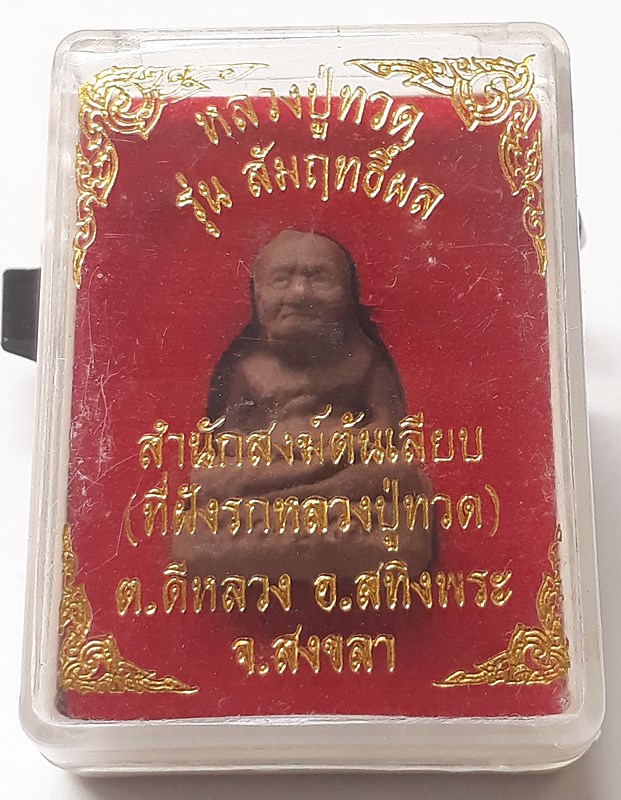 หลวงปู่ทวด
รุ่น สัมฤทธิ์ผล
สำนักสงฆ์ต้นเลียบ
(ที่ฝังรกหลวงปู่ทวด)
ต.ดีหลวง อ.สทิงพระ
จ.สงขลา